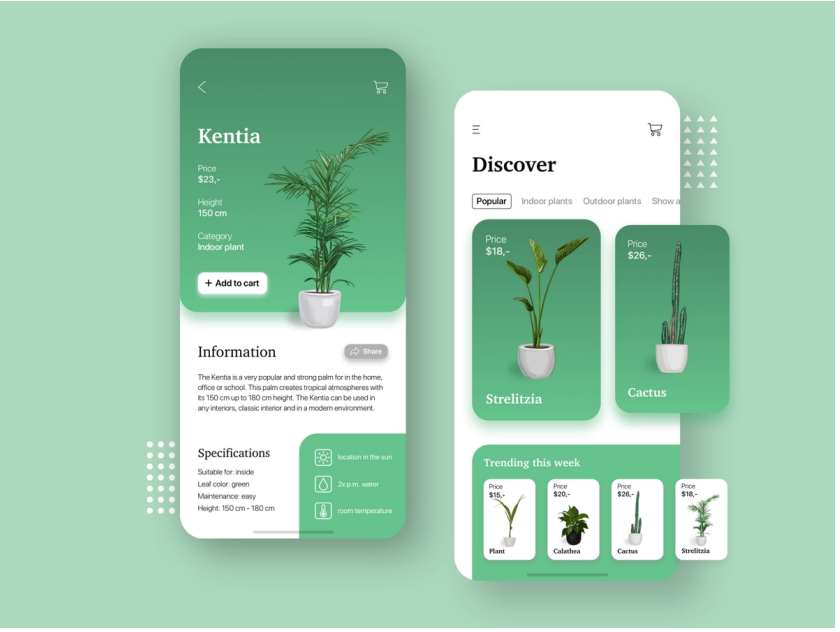 Kentia
Price
$23,-
Height
150 cm
Category
Indoor plant
+ Add to cart
Information
Share
The Kentia is a very popular and strong palm for in the home,
office or school. This palm creates tropical atmospheres with
its 150 cm up to 180 cm height. The Kentia can be used in
any interiors, classic interior and in a modern environment.
Specifications
Suitable for: inside
Leaf color: green
Maintenance: easy
Height: 150 cm - 180 cm
location in the sun
2x p.m. water
room temperature
Discover
Popular Indoor plants Outdoor plants Show a
Price
$18,-
Strelitzia
Price
$26,-
Cactus
Trending this week
Price
$15,-
Plant
Price
$20,-
Calathea
Price
$26,-
Cactus
Price
$18,-
Strelitzia